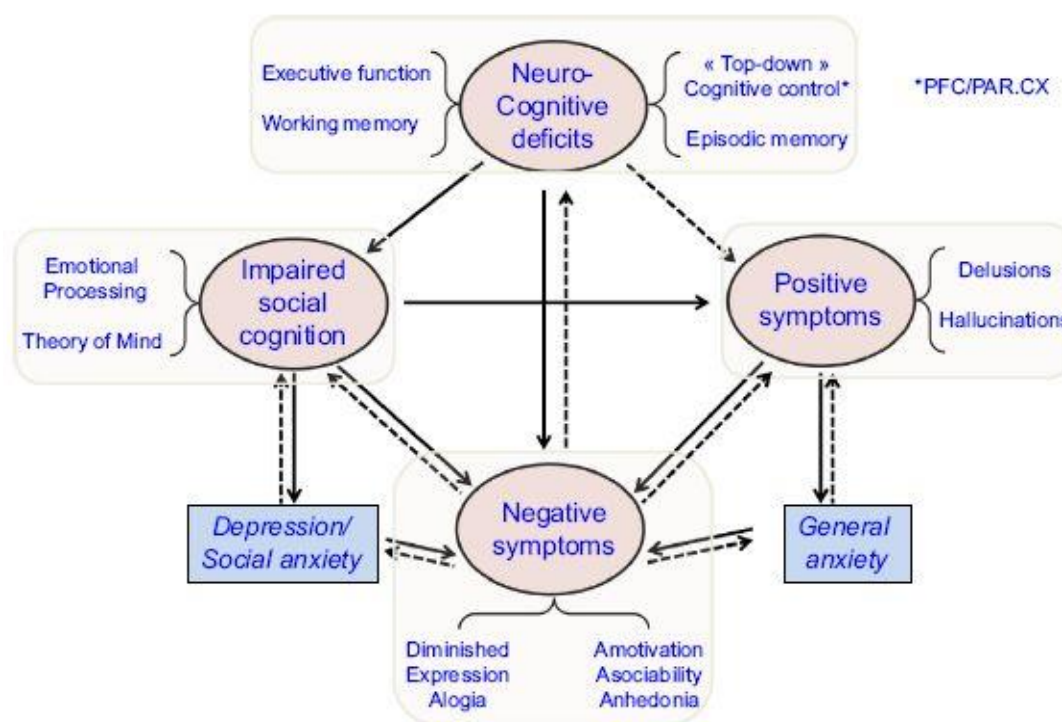 Executive function
Working memory
Neuro-
Cognitive
deficits
« Top-down »
Cognitive control*
Episodic memory
*PFC/PAR.CX
Emotional
Processing
Theory of Mind
Impaired
social
cognition
Positive
symptoms
Delusions
Hallucinations
Depression/
Social anxiety
Negative
symptoms
General
anxiety
Diminished
Expression
Alogia
Amotivation
Asociability
Anhedonia